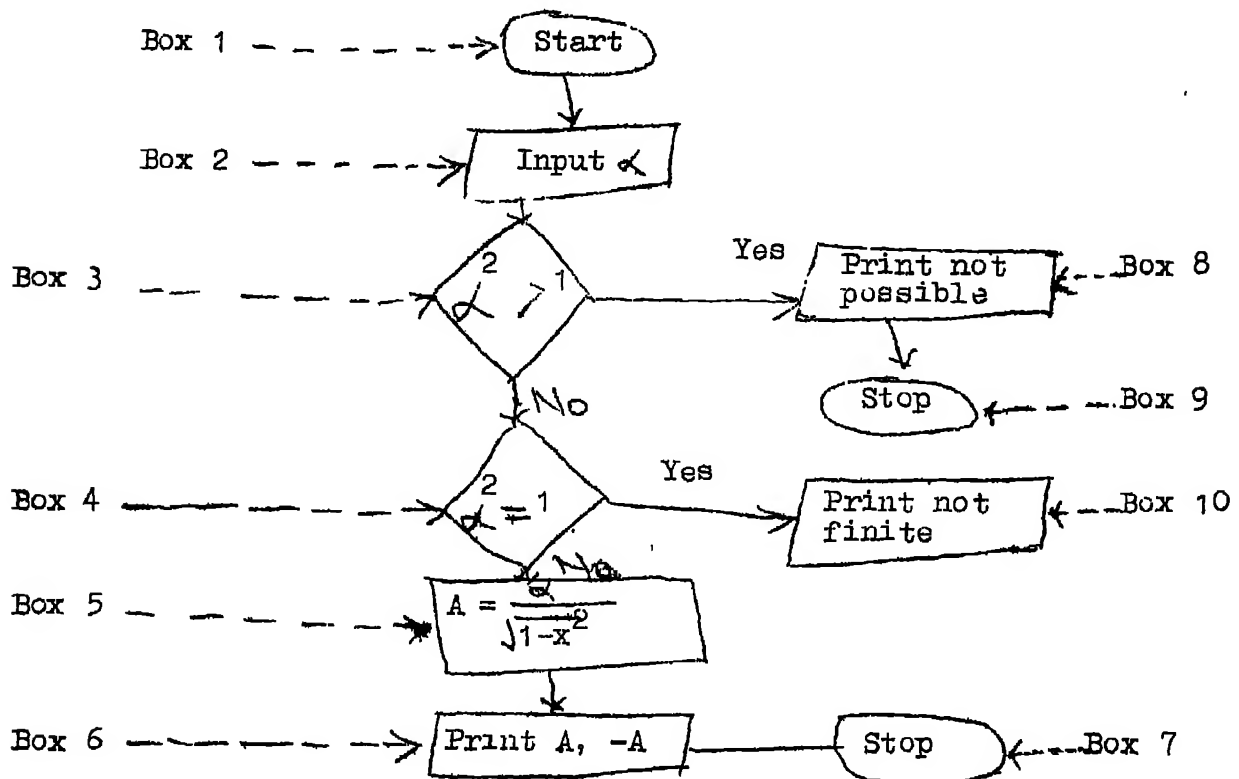 Box 1 Start
Box 2 Input α
Yes
Box 3 α² > 1 Print not possible Box 8
No
Stop Box 9
Yes
Box 4 α² = 1 Print not finite Box 10
No
Box 5 A = α / √1-x²
Box 6 Print A, -A Stop Box 7